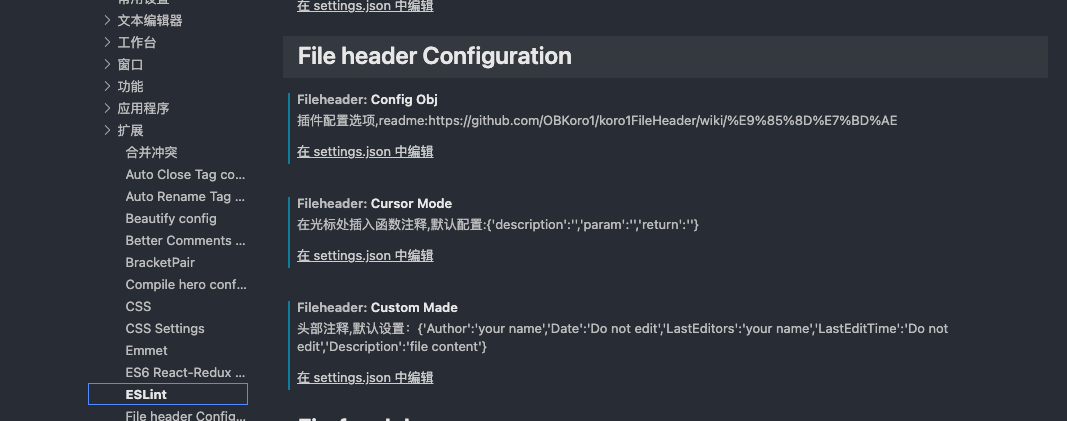 常用设置
文本编辑器
工作台
窗口
功能
应用程序
扩展
合并冲突
Auto Close Tag co...
Auto Rename Tag ...
Beautify config
Better Comments ...
BracketPair
Compile hero conf...
CSS
CSS Settings
Emmet
ES6 React-Redux ...
ESLint
File header Config...
在 settings.json 中编辑
File header Configuration
Fileheader: Config Obj
插件配置选项,readme:https://github.com/OBKoro1/koro1FileHeader/wiki/%E9%85%8D%E7%BD%AE
在 settings.json 中编辑
Fileheader: Cursor Mode
在光标处插入函数注释,默认配置:{'description':'','param':'','return':''}
在 settings.json 中编辑
Fileheader: Custom Made
头部注释,默认设置：{'Author':'your name','Date':'Do not edit','LastEditors':'your name','LastEditTime':'Do not
edit','Description':'file content'}
在 settings.json 中编辑